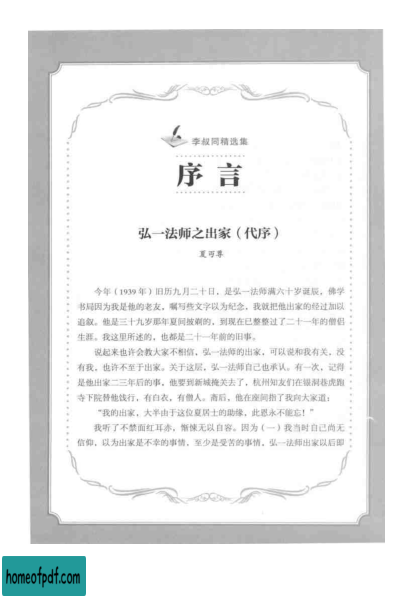 李叔同精选集
序言
弘一法师之出家（代序）
夏丏尊
今年（1939年）旧历九月二十日，是弘一法师满六十岁诞辰，佛学
书局因为我是他的老友，嘱写些文字以为纪念，我就把他出家的经过加以
追叙。他是三十九岁那年夏间披剃的，到现在已整整过了二十一年的僧侣
生涯。我这里所述的，也都是二十一年前的旧事。
说起来也许会教大家不相信，弘一法师的出家，可以说和我有关，没
有我，也许不至于出家。关于这层，弘一法师自己也承认。有一次，记得
是他出家二三年后的事，他要到新城掩关去了，杭州知友们在银洞巷虎跑
寺下院替他饯行，有白衣，有僧人。斋后，他在座间指了我向大家道：
“我的出家，大半由于这位夏居士的助缘，此恩永不能忘！”
我听了不禁面红耳赤，惭悚无以自容。因为（一）我当时自己尚无
信仰，以为出家是不幸的事情，至少是受苦的事情，弘一法师出家以后即
homeofpdf.com